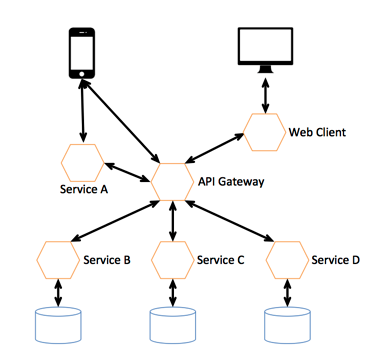 Web Client
Service A
API Gateway
Service B
Service C
Service D